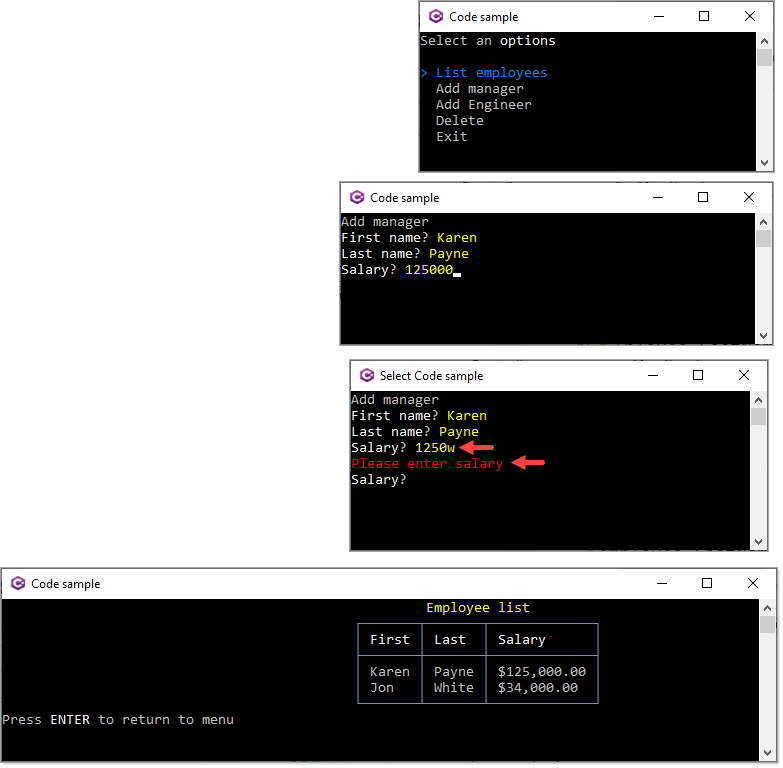 Code sample
Select an options
> List employees
Add manager
Add Engineer
Delete
Exit
Code sample
Add manager
First name? Karen
Last name? Payne
Salary? 125000
Select Code sample
Add manager
First name? Karen
Last name? Payne
Salary? 1250w
Please enter salary
Salary?
Code sample
Employee list
First Last Salary
Karen Payne $125,000.00
Jon White $34,000.00
Press ENTER to return to menu